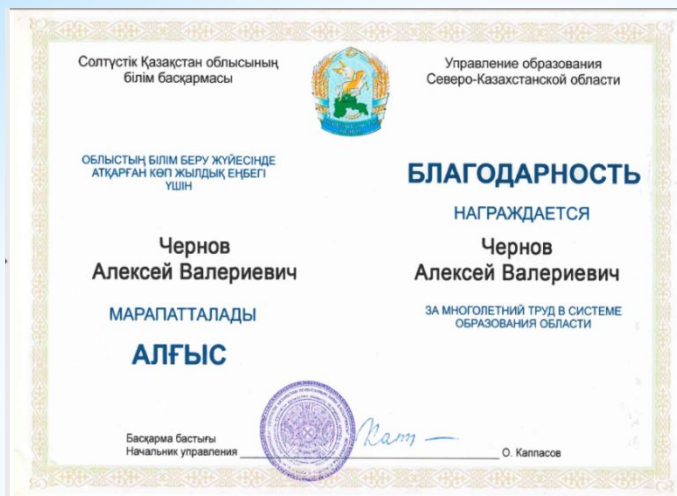 Солтүстік Қазақстан облысының
білім басқармасы
ОБЛЫСТЫҢ БІЛІМ БЕРУ ЖҮЙЕСІНДЕ
АТҚАРҒАН КӨП ЖЫЛДЫҚ ЕҢБЕГІ
ҮШІН
Чернов
Алексей Валериевич
МАРАПАТТАЛАДЫ
АЛҒЫС
Управление образования
Северо-Казахстанской области
БЛАГОДАРНОСТЬ
НАГРАЖДАЕТСЯ
Чернов
Алексей Валериевич
ЗА МНОГОЛЕТНИЙ ТРУД В СИСТЕМЕ
ОБРАЗОВАНИЯ ОБЛАСТИ
Басқарма бастығы
Начальник управления
О. Каппасов